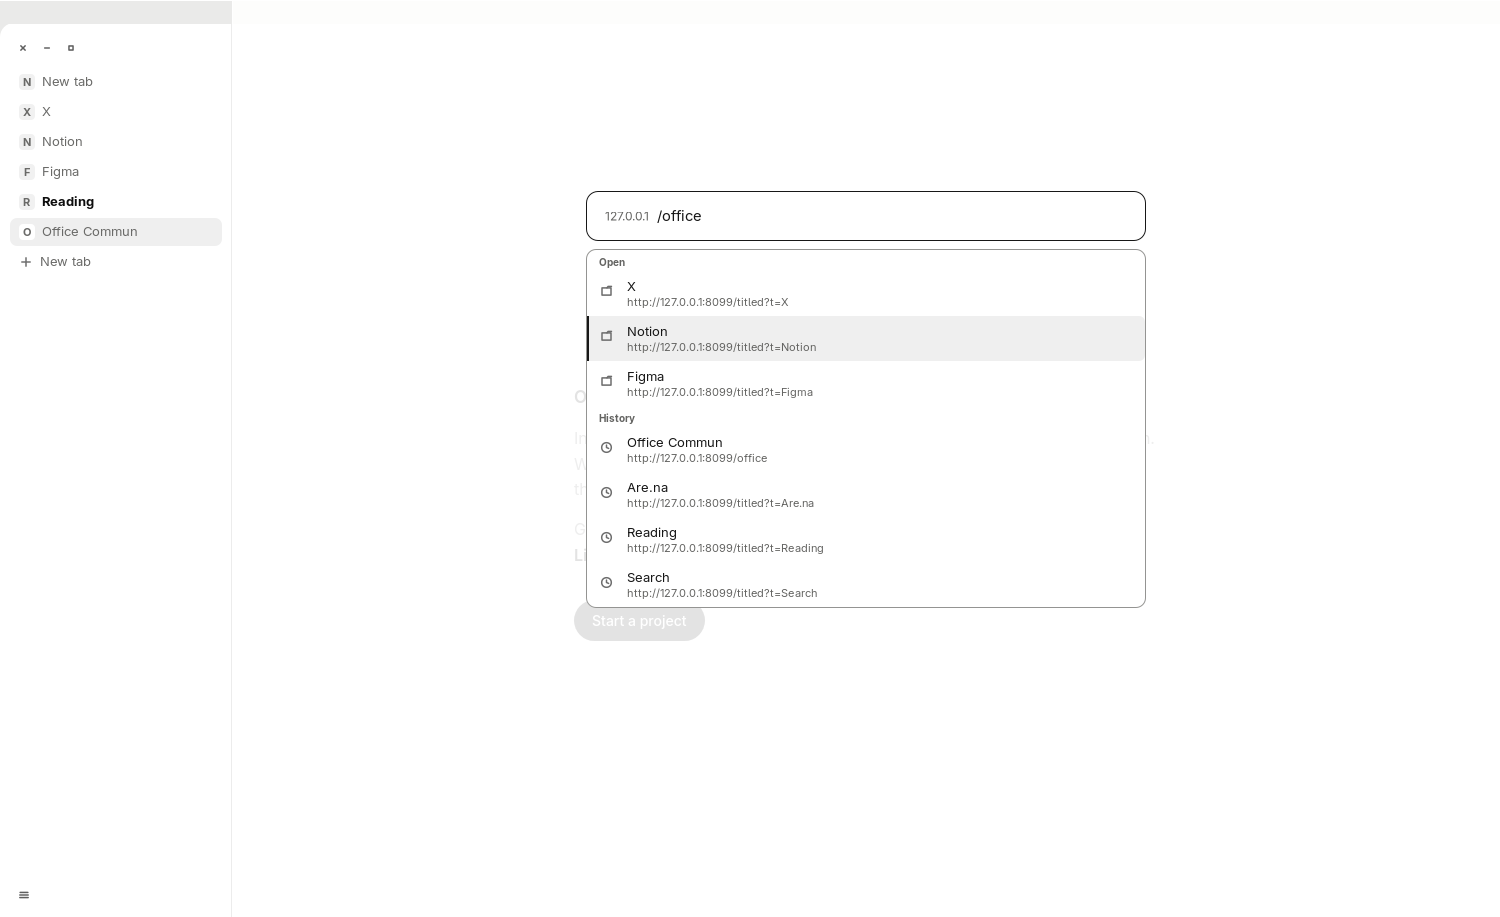 N New tab
X X
N Notion
F Figma
R Reading
O Office Commun
New tab
127.0.0.1 /office
Open
X
http://127.0.0.1:8099/titled?t=X
Notion
http://127.0.0.1:8099/titled?t=Notion
Figma
http://127.0.0.1:8099/titled?t=Figma
History
Office Commun
http://127.0.0.1:8099/office
Are.na
http://127.0.0.1:8099/titled?t=Are.na
Reading
http://127.0.0.1:8099/titled?t=Reading
Search
http://127.0.0.1:8099/titled?t=Search
Start a project